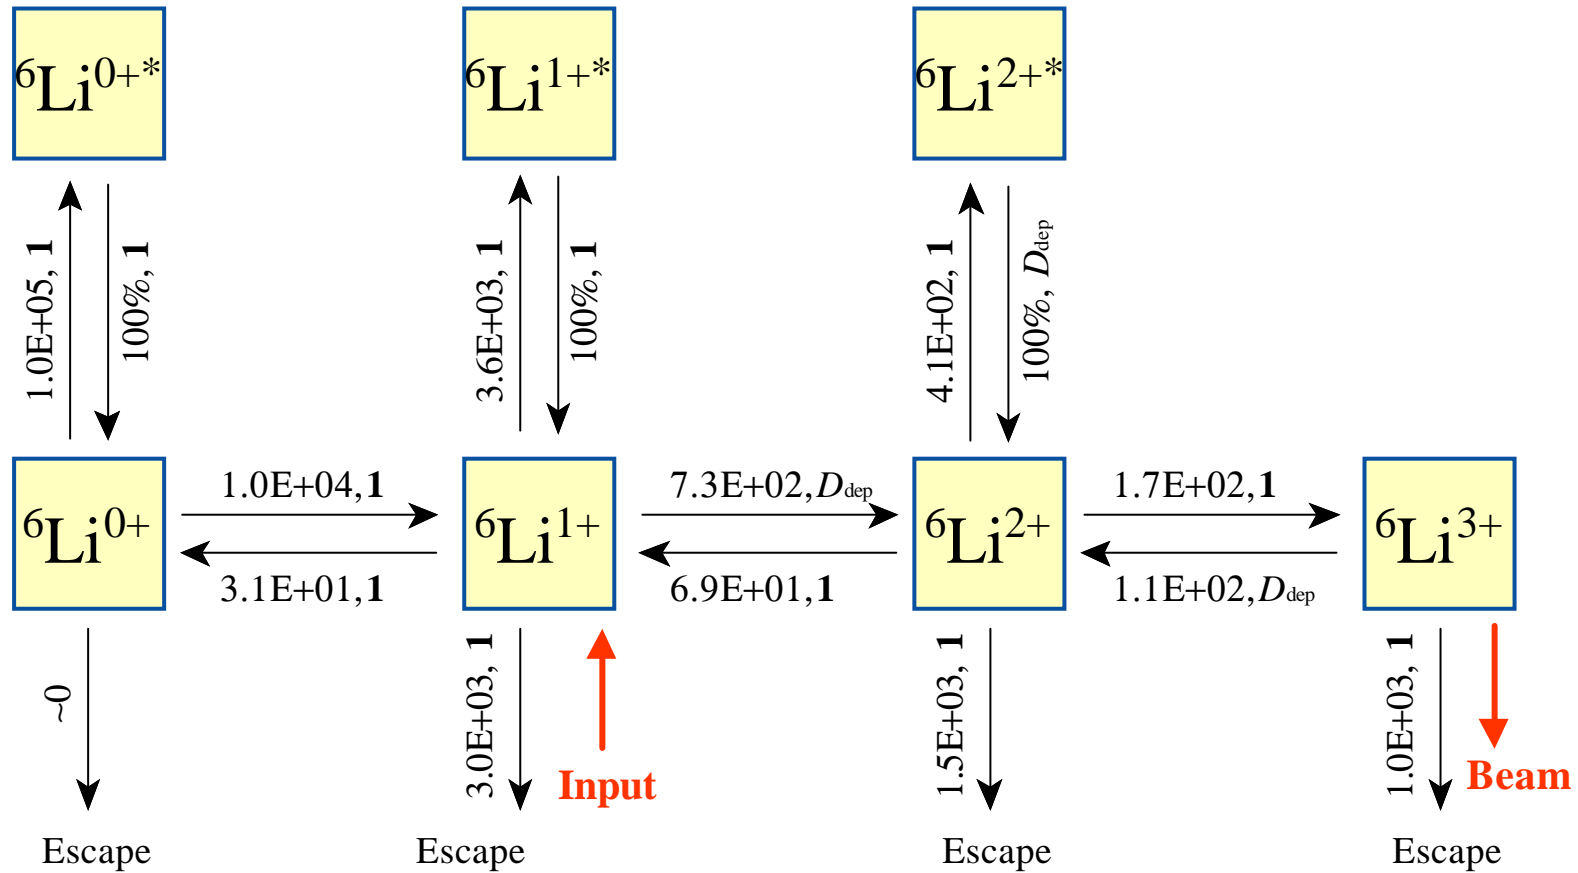 ⁶Li⁰⁺* ⁶Li¹⁺* ⁶Li²⁺*
1.0E+05, 1
100%, 1
3.6E+03, 1
100%, 1
4.1E+02, 1
100%, D_dep
⁶Li⁰⁺
1.0E+04,1
3.1E+01,1
⁶Li¹⁺
7.3E+02,D_dep
6.9E+01,1
⁶Li²⁺
1.7E+02,1
1.1E+02,D_dep
⁶Li³⁺
~0
3.0E+03, 1
Input
1.5E+03, 1
1.0E+03, 1
Beam
Escape Escape Escape Escape